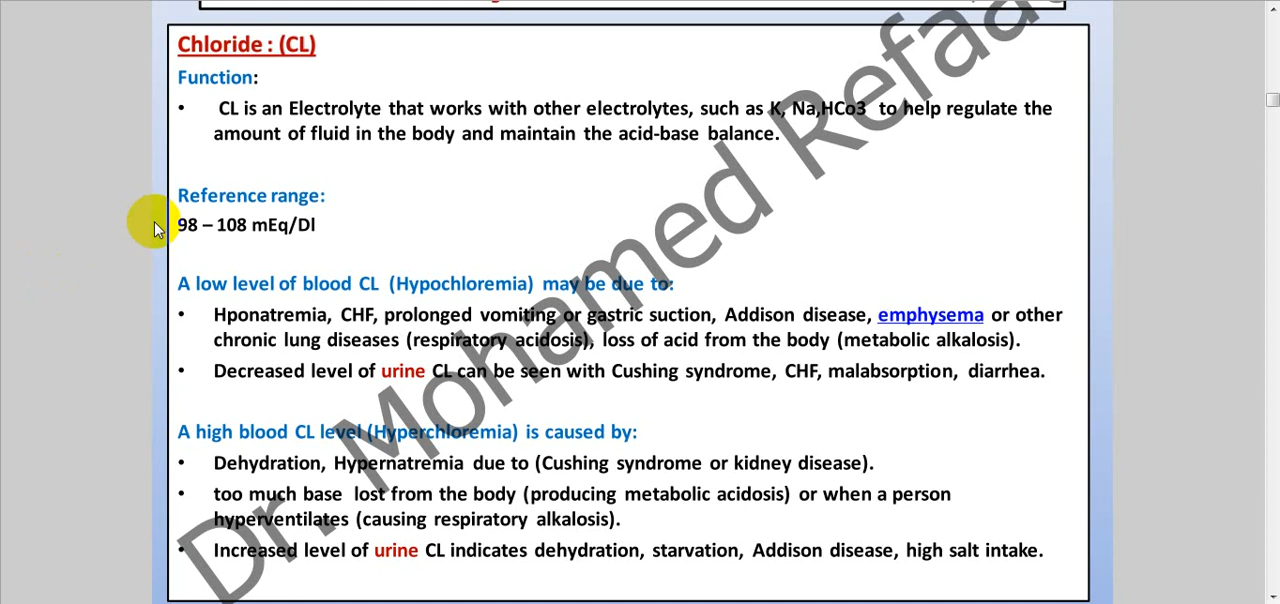 Chloride : (CL)
Function:
• CL is an Electrolyte that works with other electrolytes, such as K, Na,HCo3 to help regulate the
amount of fluid in the body and maintain the acid-base balance.
Reference range:
98 – 108 mEq/Dl
A low level of blood CL (Hypochloremia) may be due to:
• Hponatremia, CHF, prolonged vomiting or gastric suction, Addison disease, emphysema or other
chronic lung diseases (respiratory acidosis), loss of acid from the body (metabolic alkalosis).
• Decreased level of urine CL can be seen with Cushing syndrome, CHF, malabsorption, diarrhea.
A high blood CL level (Hyperchloremia) is caused by:
• Dehydration, Hypernatremia due to (Cushing syndrome or kidney disease).
• too much base lost from the body (producing metabolic acidosis) or when a person
hyperventilates (causing respiratory alkalosis).
• Increased level of urine CL indicates dehydration, starvation, Addison disease, high salt intake.
Dr. Mohamed Refaat